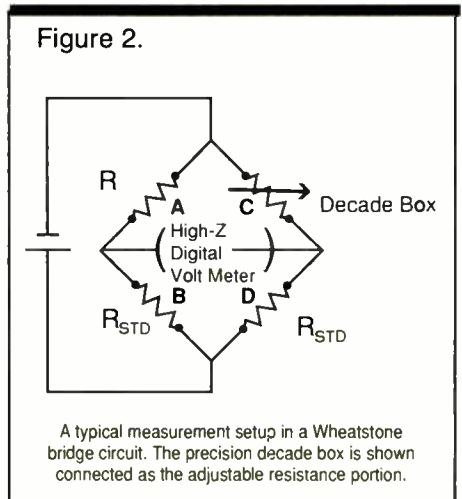 Figure 2.
R
A
C
Decade Box
High-Z
Digital
Volt Meter
B
D
RSTD
RSTD
A typical measurement setup in a Wheatstone
bridge circuit. The precision decade box is shown
connected as the adjustable resistance portion.